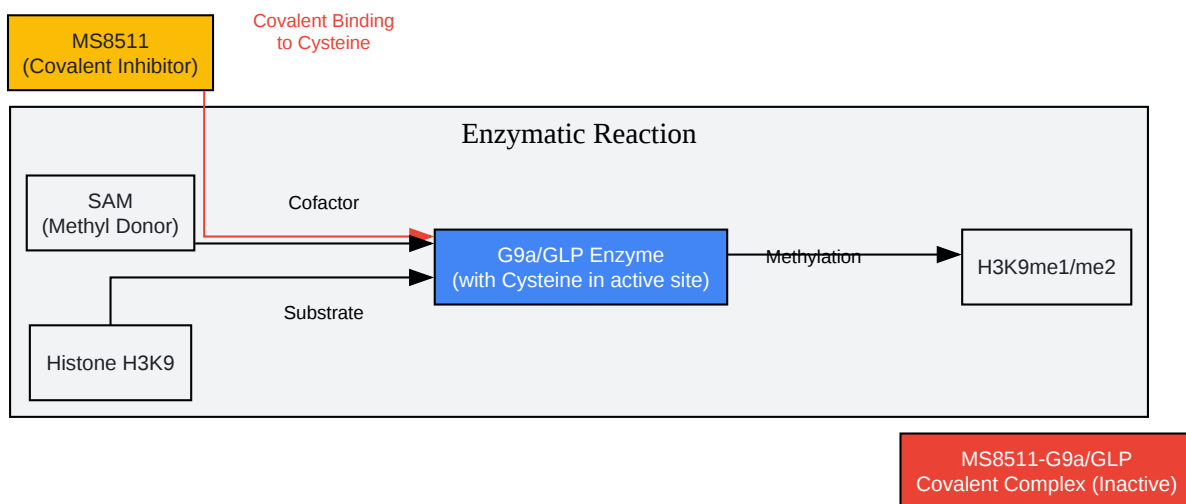 MS8511
(Covalent Inhibitor)
Covalent Binding
to Cysteine
Enzymatic Reaction
SAM
(Methyl Donor)
Cofactor
G9a/GLP Enzyme
(with Cysteine in active site)
Methylation
H3K9me1/me2
Substrate
Histone H3K9
MS8511-G9a/GLP
Covalent Complex (Inactive)